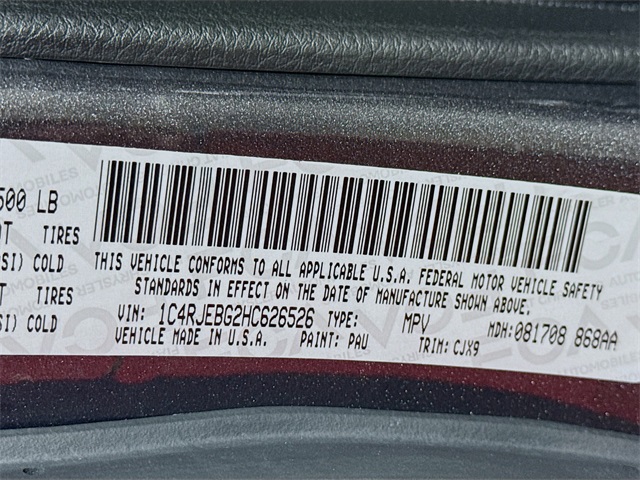 500 LB
TIRES
SI) COLD
THIS VEHICLE CONFORMS TO ALL APPLICABLE U.S.A. FEDERAL MOTOR VEHICLE SAFETY
STANDARDS IN EFFECT ON THE DATE OF MANUFACTURE SHOWN ABOVE.
SI) COLD
VIN: 1C4RJEBG2HC626526 TYPE: MPV MDH:081708 868AA
VEHICLE MADE IN U.S.A. PAINT: PAU TRIM: CJX9